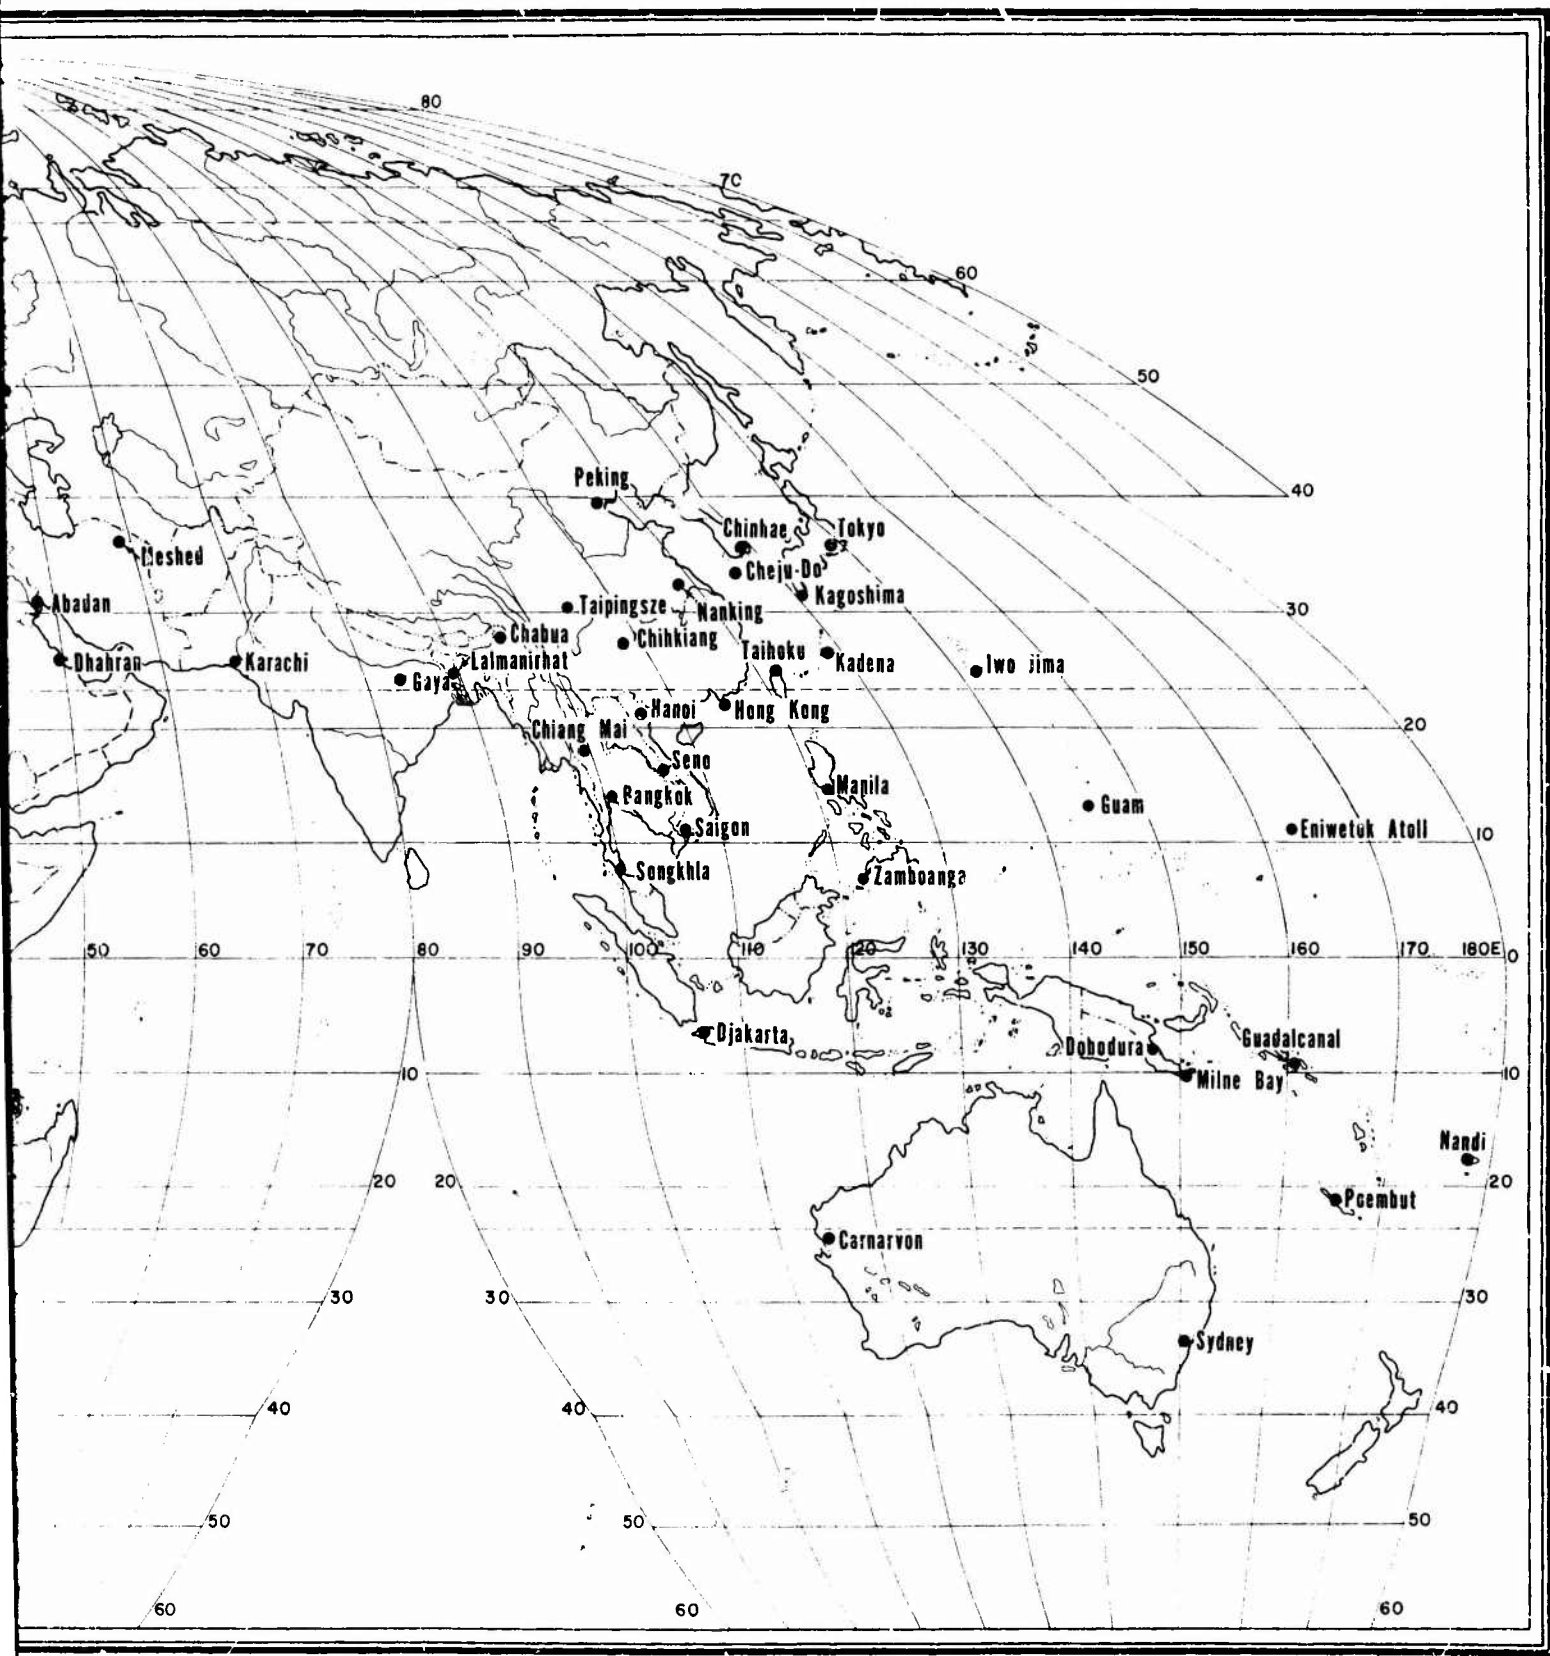 80
70
60
50
Peking
40
Chinhae
Tokyo
Meshed
Cheju-Do
Abadan
Taipingsze
Kagoshima
Nanking
30
Chabua
Chihkiang
Dhahran
Karachi
Lalmanirhat
Taihoku
Kadena
Iwo Jima
Gaya
Hanoi
Hong Kong
Chiang Mai
20
Seno
Bangkok
Manila
Guam
Saigon
Eniwetok Atoll
10
Songkhla
Zamboanga
50 60 70 80 90 100 110 120 130 140 150 160 170 180E 0
Djakarta
Dobodura
Guadalcanal
10
Milne Bay
10
Nandi
20 20
20
Poembut
Carnarvon
30 30
30
Sydney
40 40
40
50 50
50
60 60
60